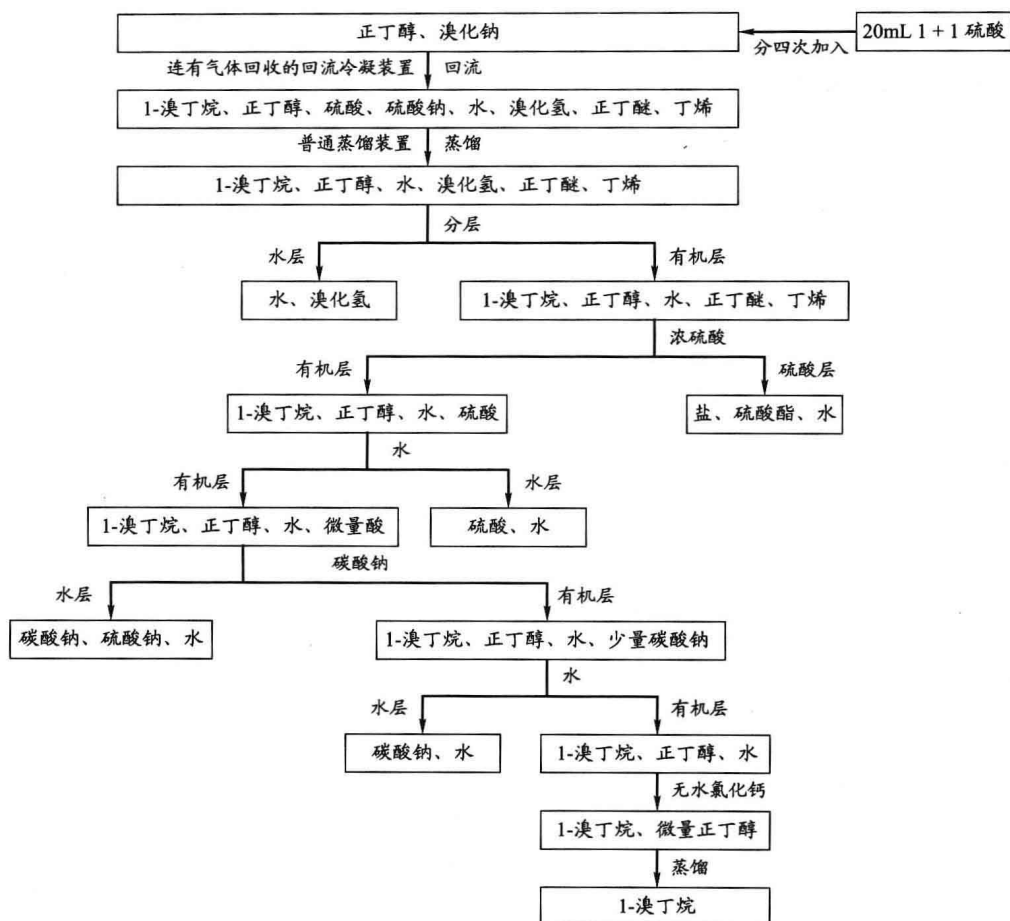 正丁醇、溴化钠
20mL 1 + 1 硫酸
分四次加入
连有气体回收的回流冷凝装置
回流
1-溴丁烷、正丁醇、硫酸、硫酸钠、水、溴化氢、正丁醚、丁烯
普通蒸馏装置
蒸馏
1-溴丁烷、正丁醇、水、溴化氢、正丁醚、丁烯
分层
水层
有机层
水、溴化氢
1-溴丁烷、正丁醇、水、正丁醚、丁烯
浓硫酸
有机层
硫酸层
1-溴丁烷、正丁醇、水、硫酸
盐、硫酸酯、水
水
有机层
水层
1-溴丁烷、正丁醇、水、微量酸
硫酸、水
碳酸钠
水层
有机层
碳酸钠、硫酸钠、水
1-溴丁烷、正丁醇、水、少量碳酸钠
水
水层
有机层
碳酸钠、水
1-溴丁烷、正丁醇、水
无水氯化钙
1-溴丁烷、微量正丁醇
蒸馏
1-溴丁烷